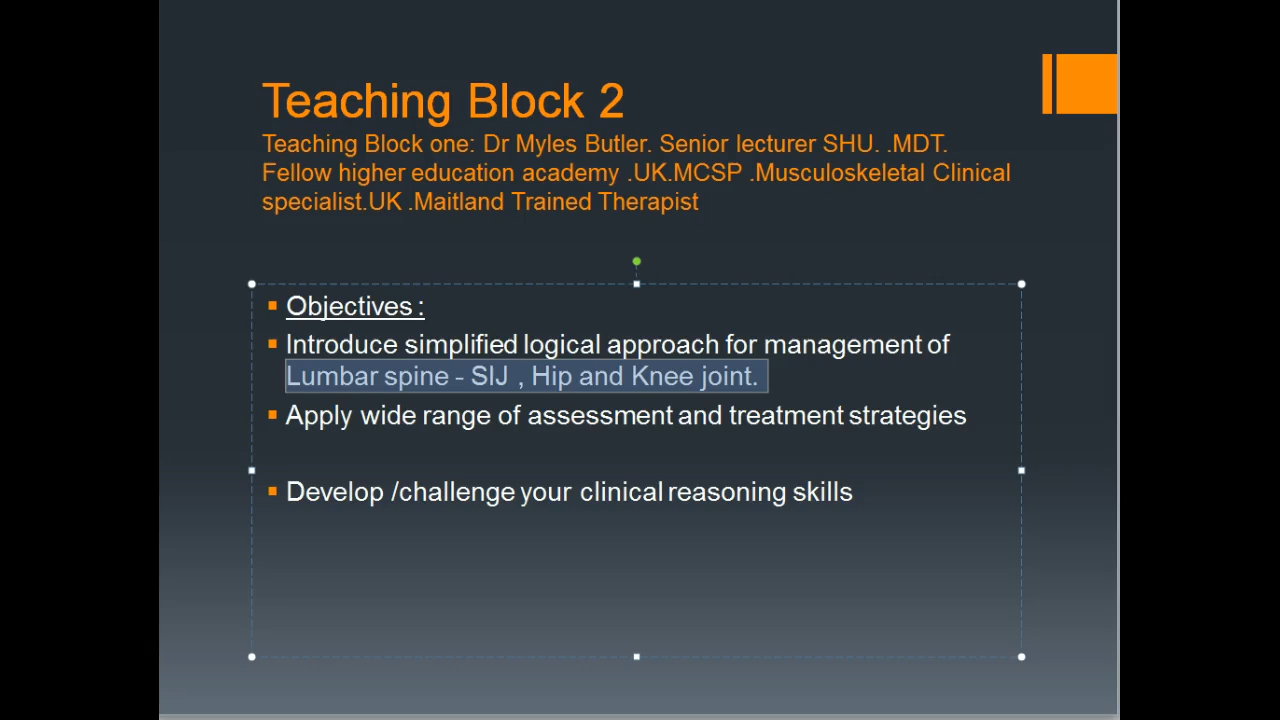 Teaching Block 2
Teaching Block one: Dr Myles Butler. Senior lecturer SHU. .MDT.
Fellow higher education academy .UK.MCSP .Musculoskeletal Clinical
specialist.UK .Maitland Trained Therapist
Objectives :
Introduce simplified logical approach for management of
Lumbar spine - SIJ , Hip and Knee joint.
Apply wide range of assessment and treatment strategies
Develop /challenge your clinical reasoning skills